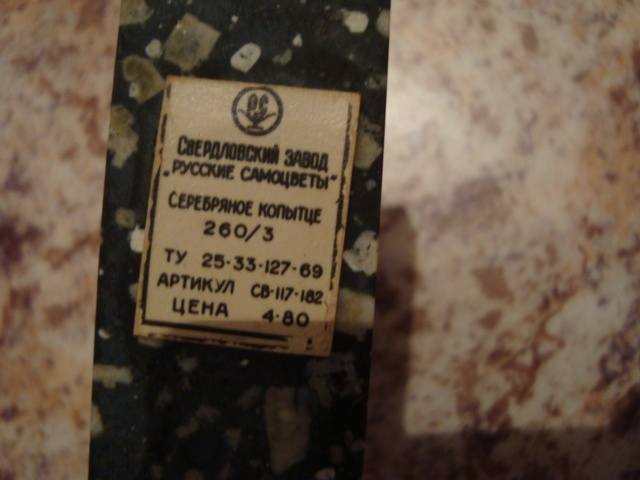 РС
СВЕРДЛОВСКИЙ ЗАВОД
„РУССКИЕ САМОЦВЕТЫ"
СЕРЕБРЯНОЕ КОПЫТЦЕ
260/3
ТУ 25-33-127-69
АРТИКУЛ СВ-117-182
ЦЕНА 4-80